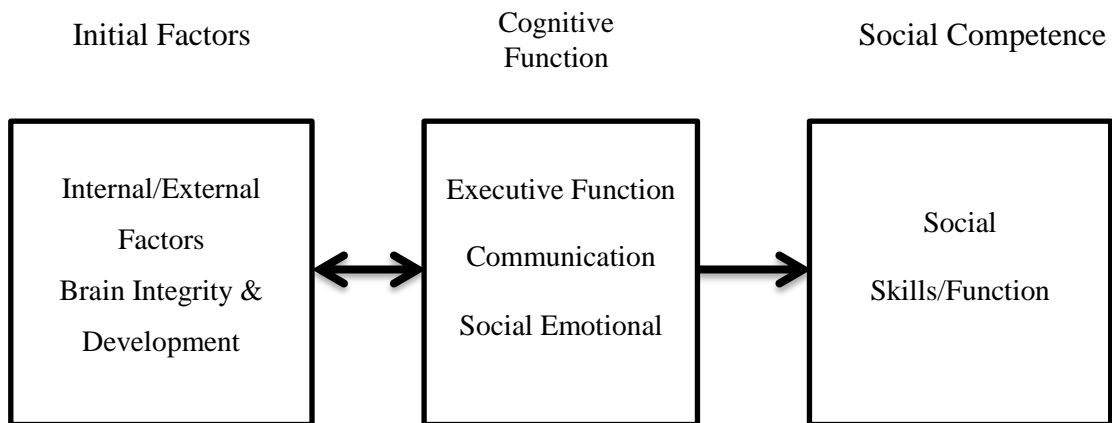 Initial Factors
Cognitive
Function
Social Competence
Internal/External
Factors
Brain Integrity &
Development
Executive Function
Communication
Social Emotional
Social
Skills/Function